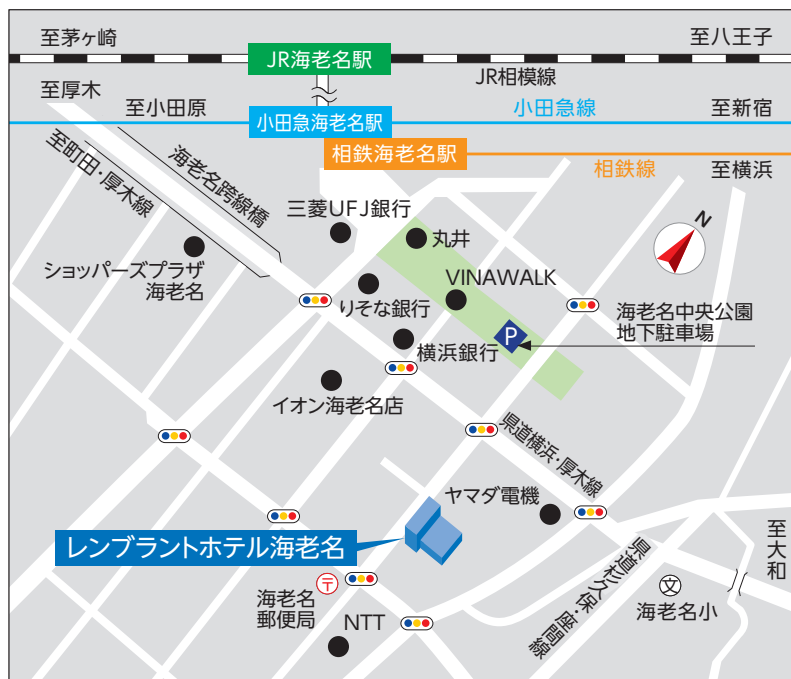 至茅ヶ崎
至八王子
JR海老名駅
JR相模線
至厚木
至小田原
小田急海老名駅
小田急線
至新宿
相鉄海老名駅
相鉄線
至横浜
至町田・厚木線
海老名跨線橋
三菱UFJ銀行
丸井
N
ショッパーズプラザ
海老名
VINAWALK
りそな銀行
海老名中央公園
地下駐車場
P
横浜銀行
イオン海老名店
県道横浜・厚木線
ヤマダ電機
レンブラントホテル海老名
至大和
県道杉久保・座間線
〒
海老名
郵便局
文
海老名小
NTT